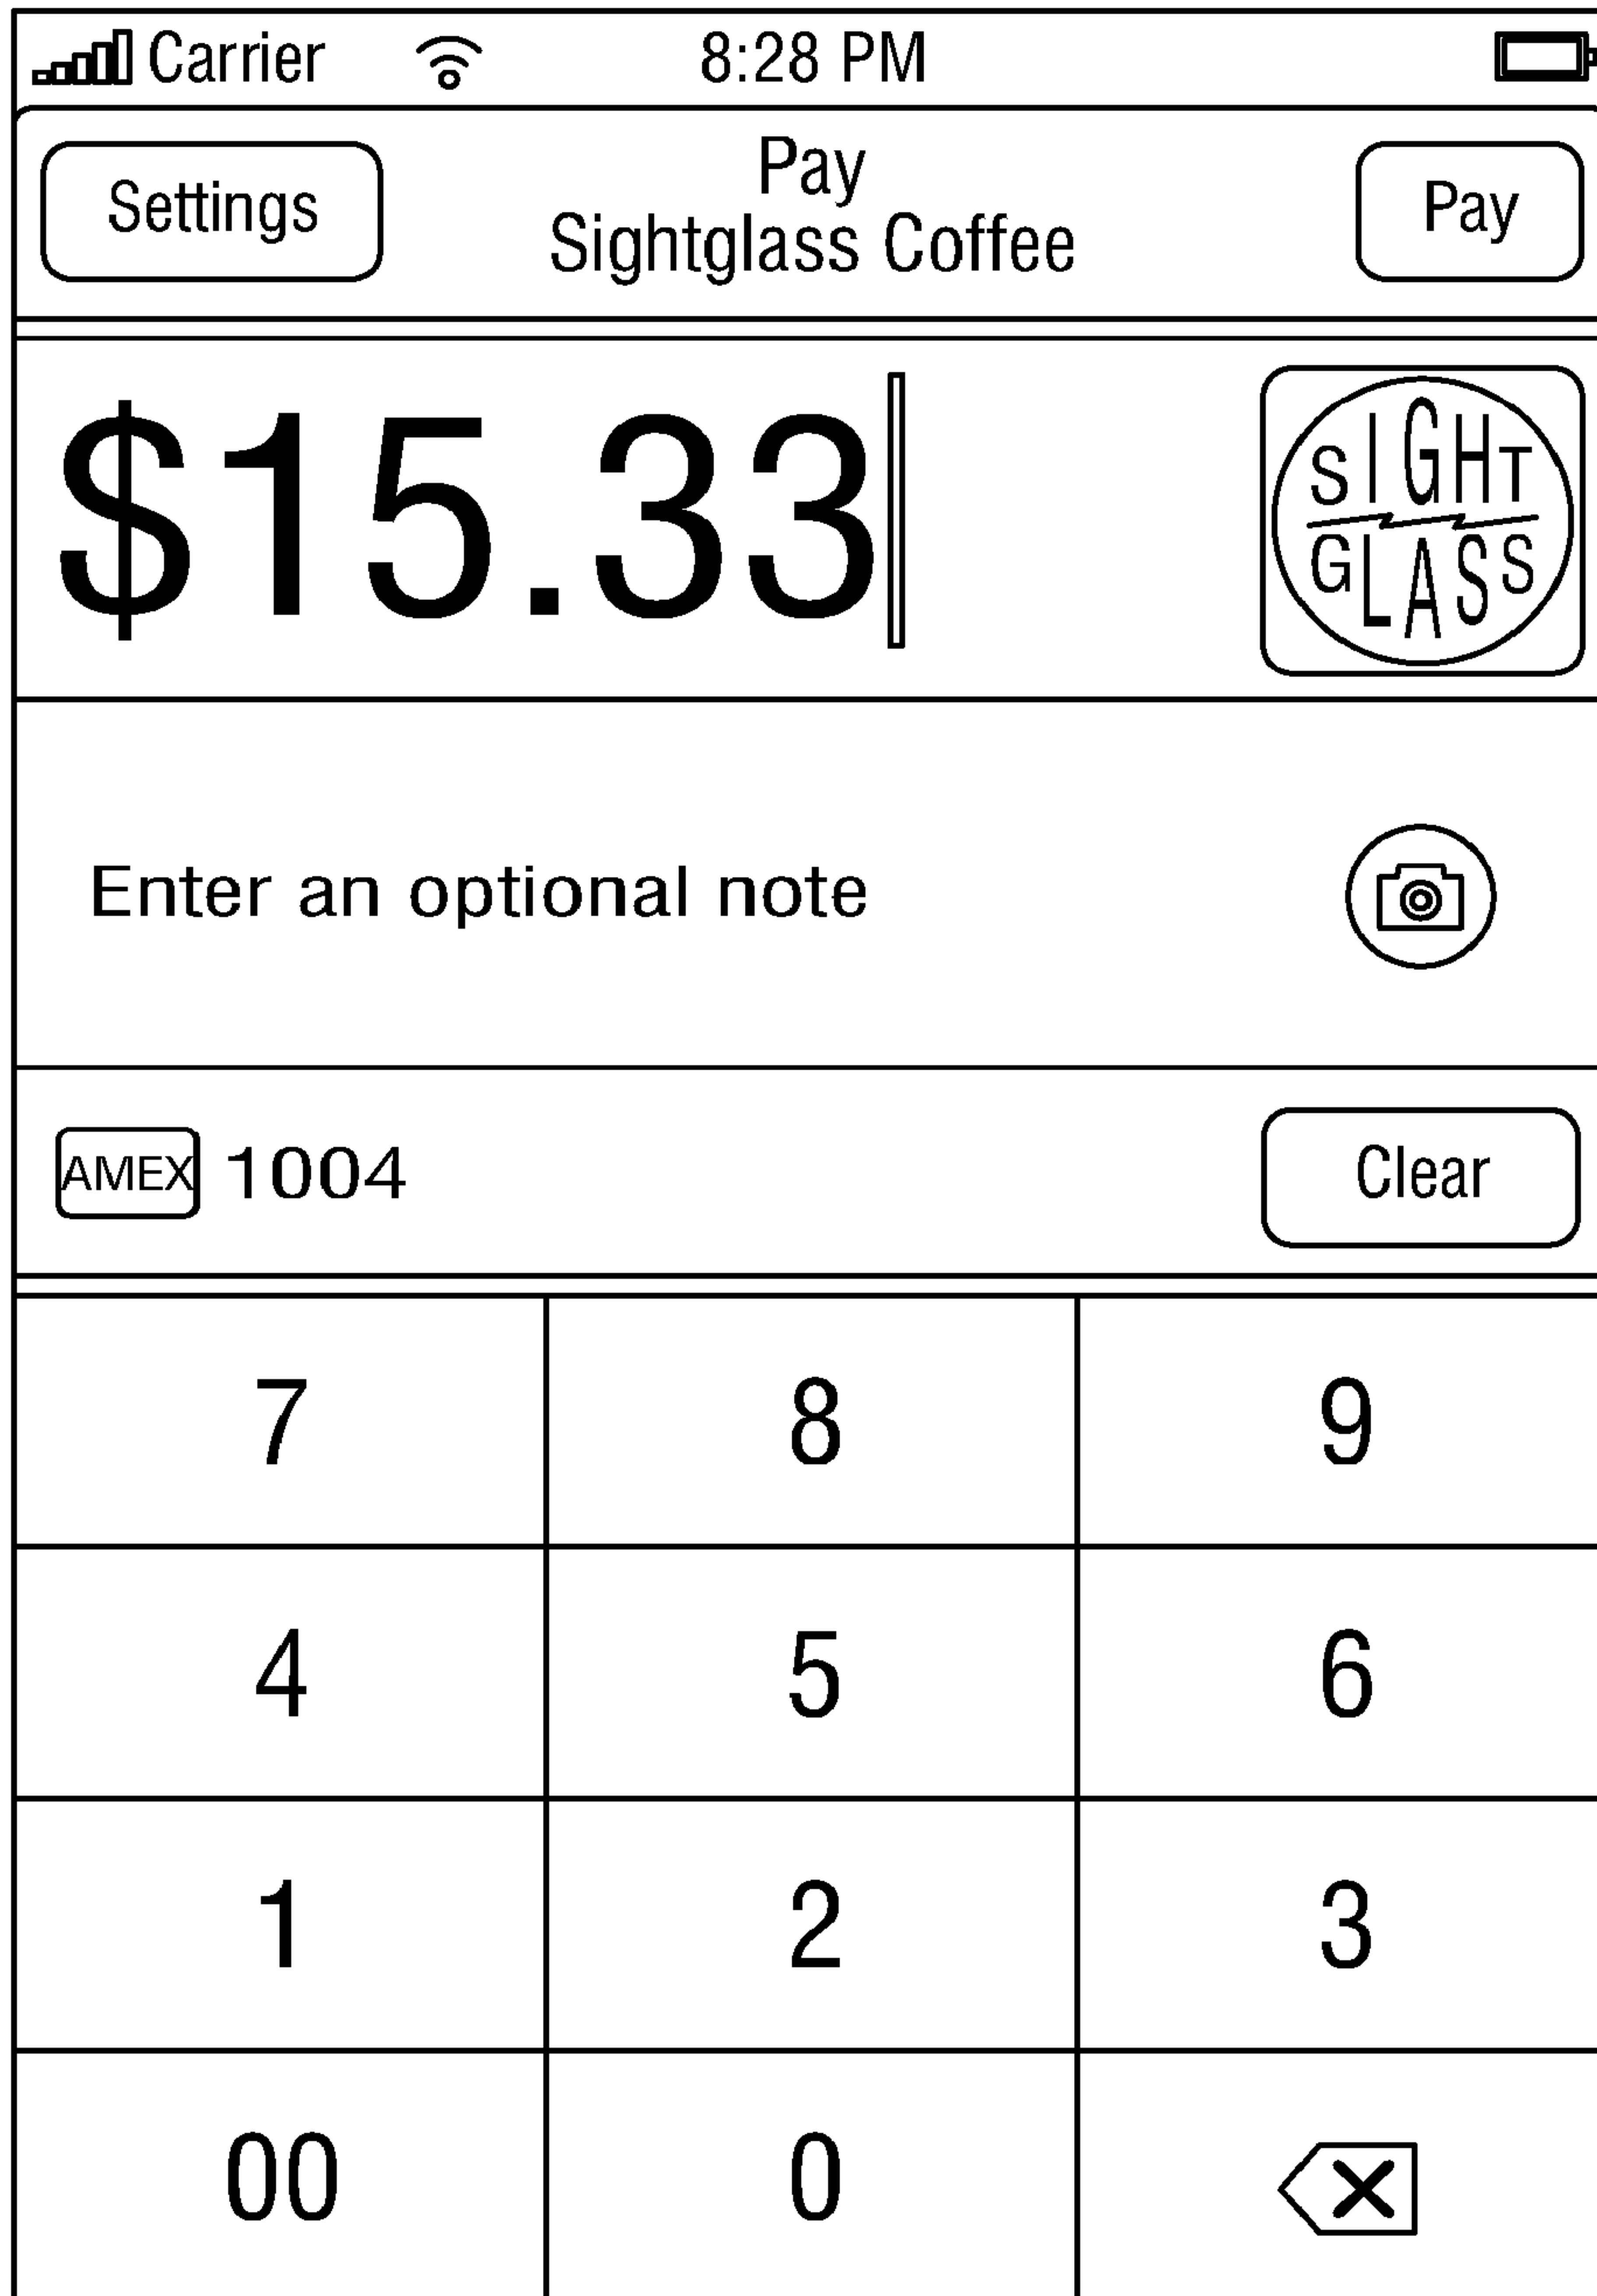 Carrier 8:28 PM
Settings
Pay
Sightglass Coffee
Pay
$15.33
SIGHT
GLASS
Enter an optional note
AMEX 1004
Clear
7 8 9
4 5 6
1 2 3
00 0